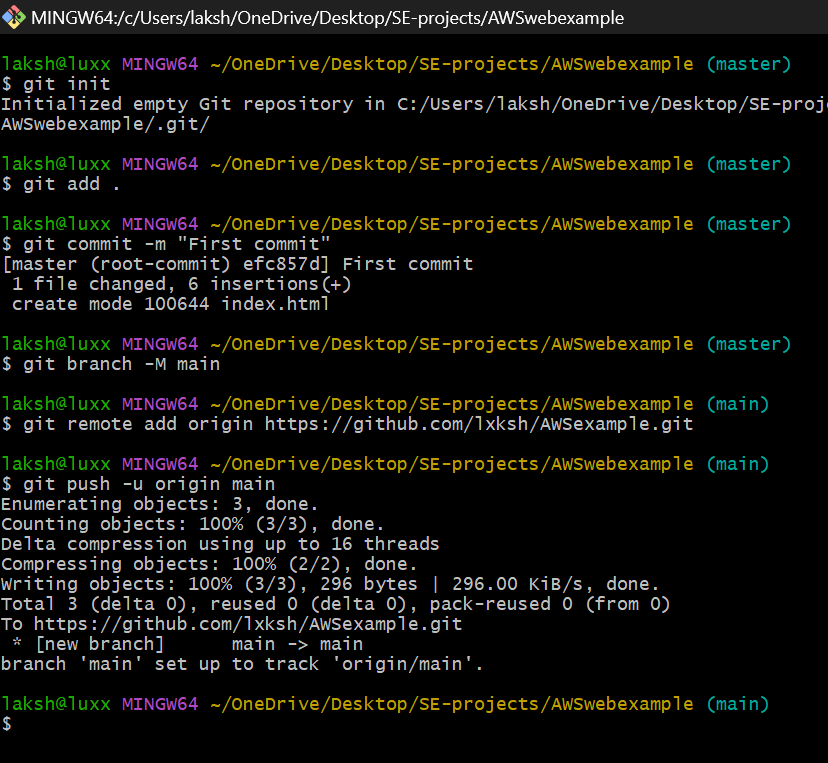 MINGW64:/c/Users/laksh/OneDrive/Desktop/SE-projects/AWSwebexample
laksh@luxx MINGW64 ~/OneDrive/Desktop/SE-projects/AWSwebexample (master)
$ git init
Initialized empty Git repository in C:/Users/laksh/OneDrive/Desktop/SE-proj
AWSwebexample/.git/
laksh@luxx MINGW64 ~/OneDrive/Desktop/SE-projects/AWSwebexample (master)
$ git add .
laksh@luxx MINGW64 ~/OneDrive/Desktop/SE-projects/AWSwebexample (master)
$ git commit -m "First commit"
[master (root-commit) efc857d] First commit
 1 file changed, 6 insertions(+)
 create mode 100644 index.html
laksh@luxx MINGW64 ~/OneDrive/Desktop/SE-projects/AWSwebexample (master)
$ git branch -M main
laksh@luxx MINGW64 ~/OneDrive/Desktop/SE-projects/AWSwebexample (main)
$ git remote add origin https://github.com/lxksh/AWSexample.git
laksh@luxx MINGW64 ~/OneDrive/Desktop/SE-projects/AWSwebexample (main)
$ git push -u origin main
Enumerating objects: 3, done.
Counting objects: 100% (3/3), done.
Delta compression using up to 16 threads
Compressing objects: 100% (2/2), done.
Writing objects: 100% (3/3), 296 bytes | 296.00 KiB/s, done.
Total 3 (delta 0), reused 0 (delta 0), pack-reused 0 (from 0)
To https://github.com/lxksh/AWSexample.git
 * [new branch]      main -> main
branch 'main' set up to track 'origin/main'.
laksh@luxx MINGW64 ~/OneDrive/Desktop/SE-projects/AWSwebexample (main)
$